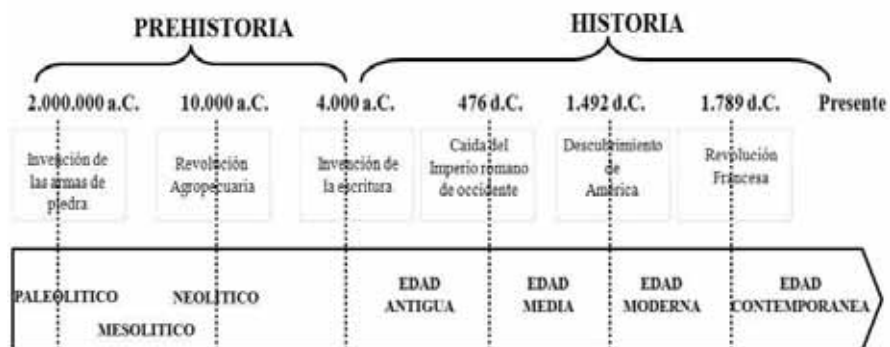 PREHISTORIA
HISTORIA
2.000.000 a.C.
10.000 a.C.
4.000 a.C.
476 d.C.
1.492 d.C.
1.789 d.C.
Presente
Invención de
las armas de
piedra
Revolución
Agropecuaria
Invención de
la escritura
Caida del
Imperio romano
de occidente
Descubrimiento
de
América
Revolución
Francesa
PALEOLITICO
MESOLITICO
NEOLITICO
EDAD
ANTIGUA
EDAD
MEDIA
EDAD
MODERNA
EDAD
CONTEMPORANEA